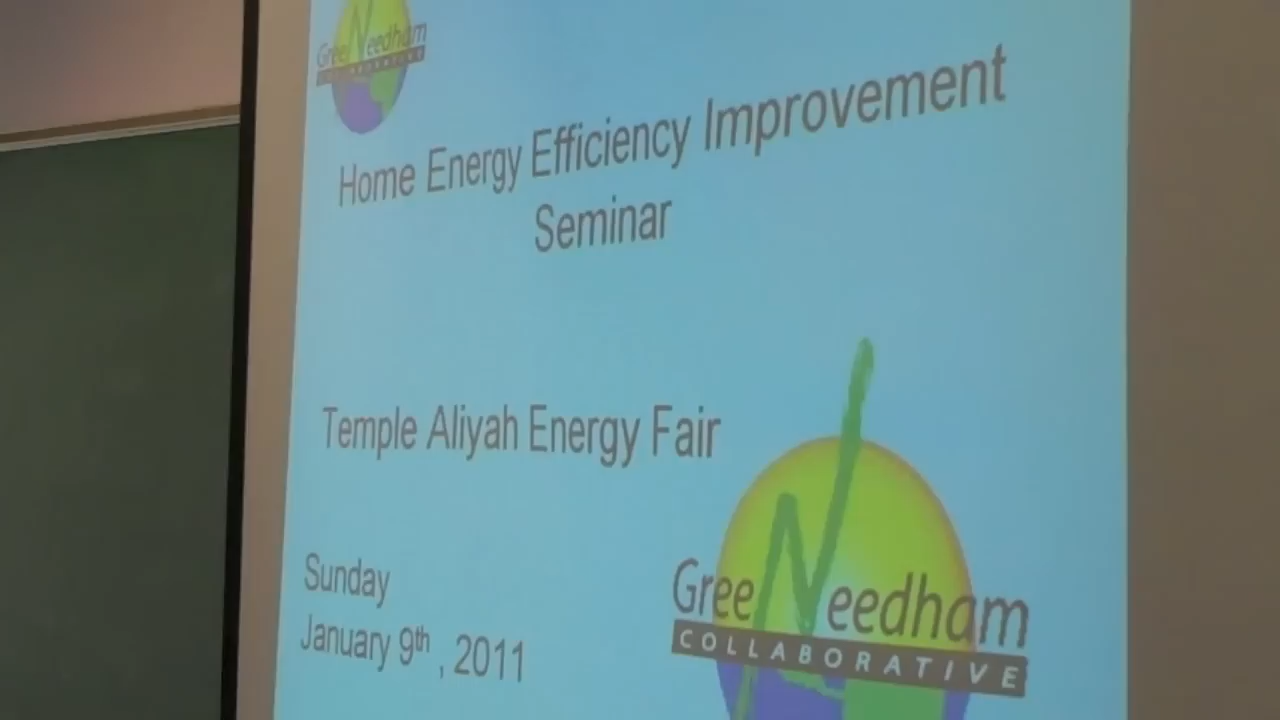 GreeNeedham
COLLABORATIVE
Home Energy Efficiency Improvement
Seminar
Temple Aliyah Energy Fair
Sunday
January 9th , 2011
GreeNeedham
COLLABORATIVE